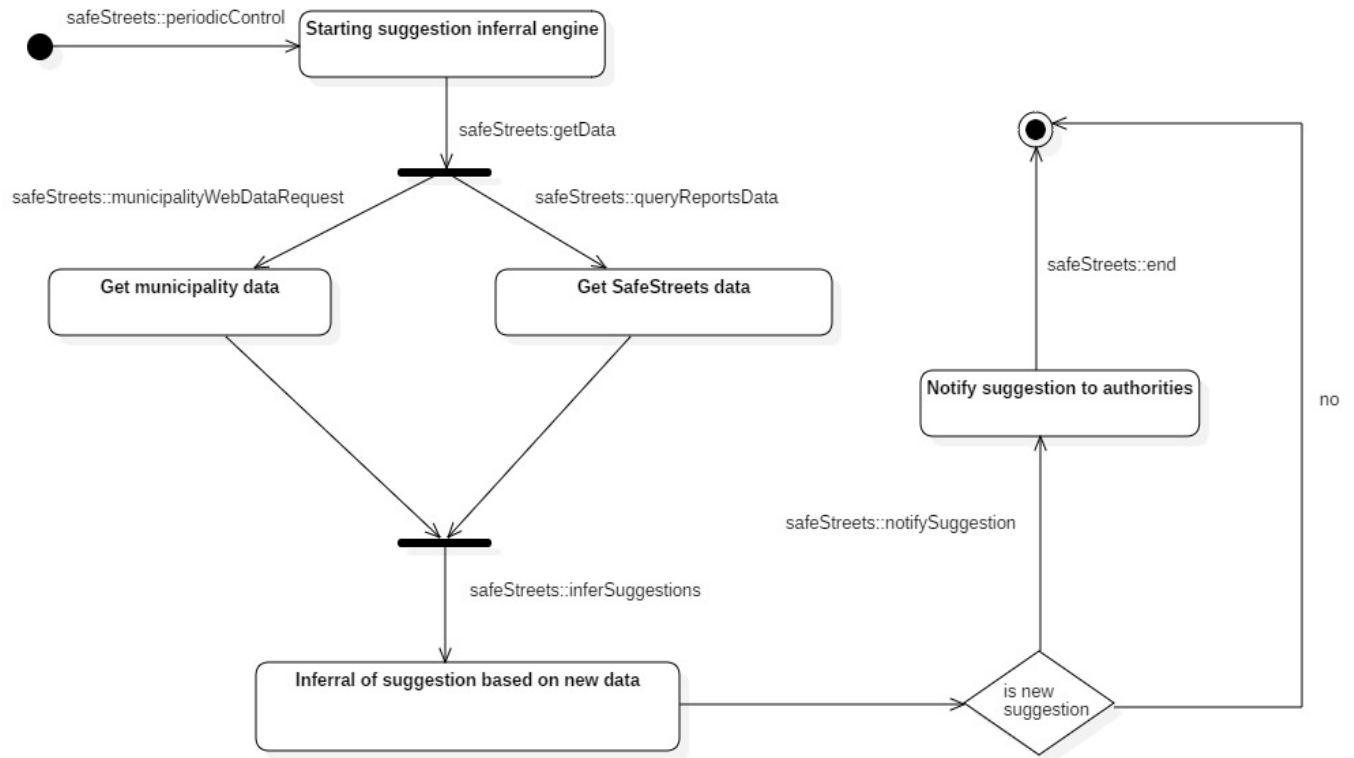 safeStreets::periodicControl
Starting suggestion inferral engine
safeStreets:getData
safeStreets::municipalityWebDataRequest
safeStreets::queryReportsData
Get municipality data
Get SafeStreets data
safeStreets::inferSuggestions
Inferral of suggestion based on new data
is new
suggestion
safeStreets::notifySuggestion
Notify suggestion to authorities
safeStreets::end
no